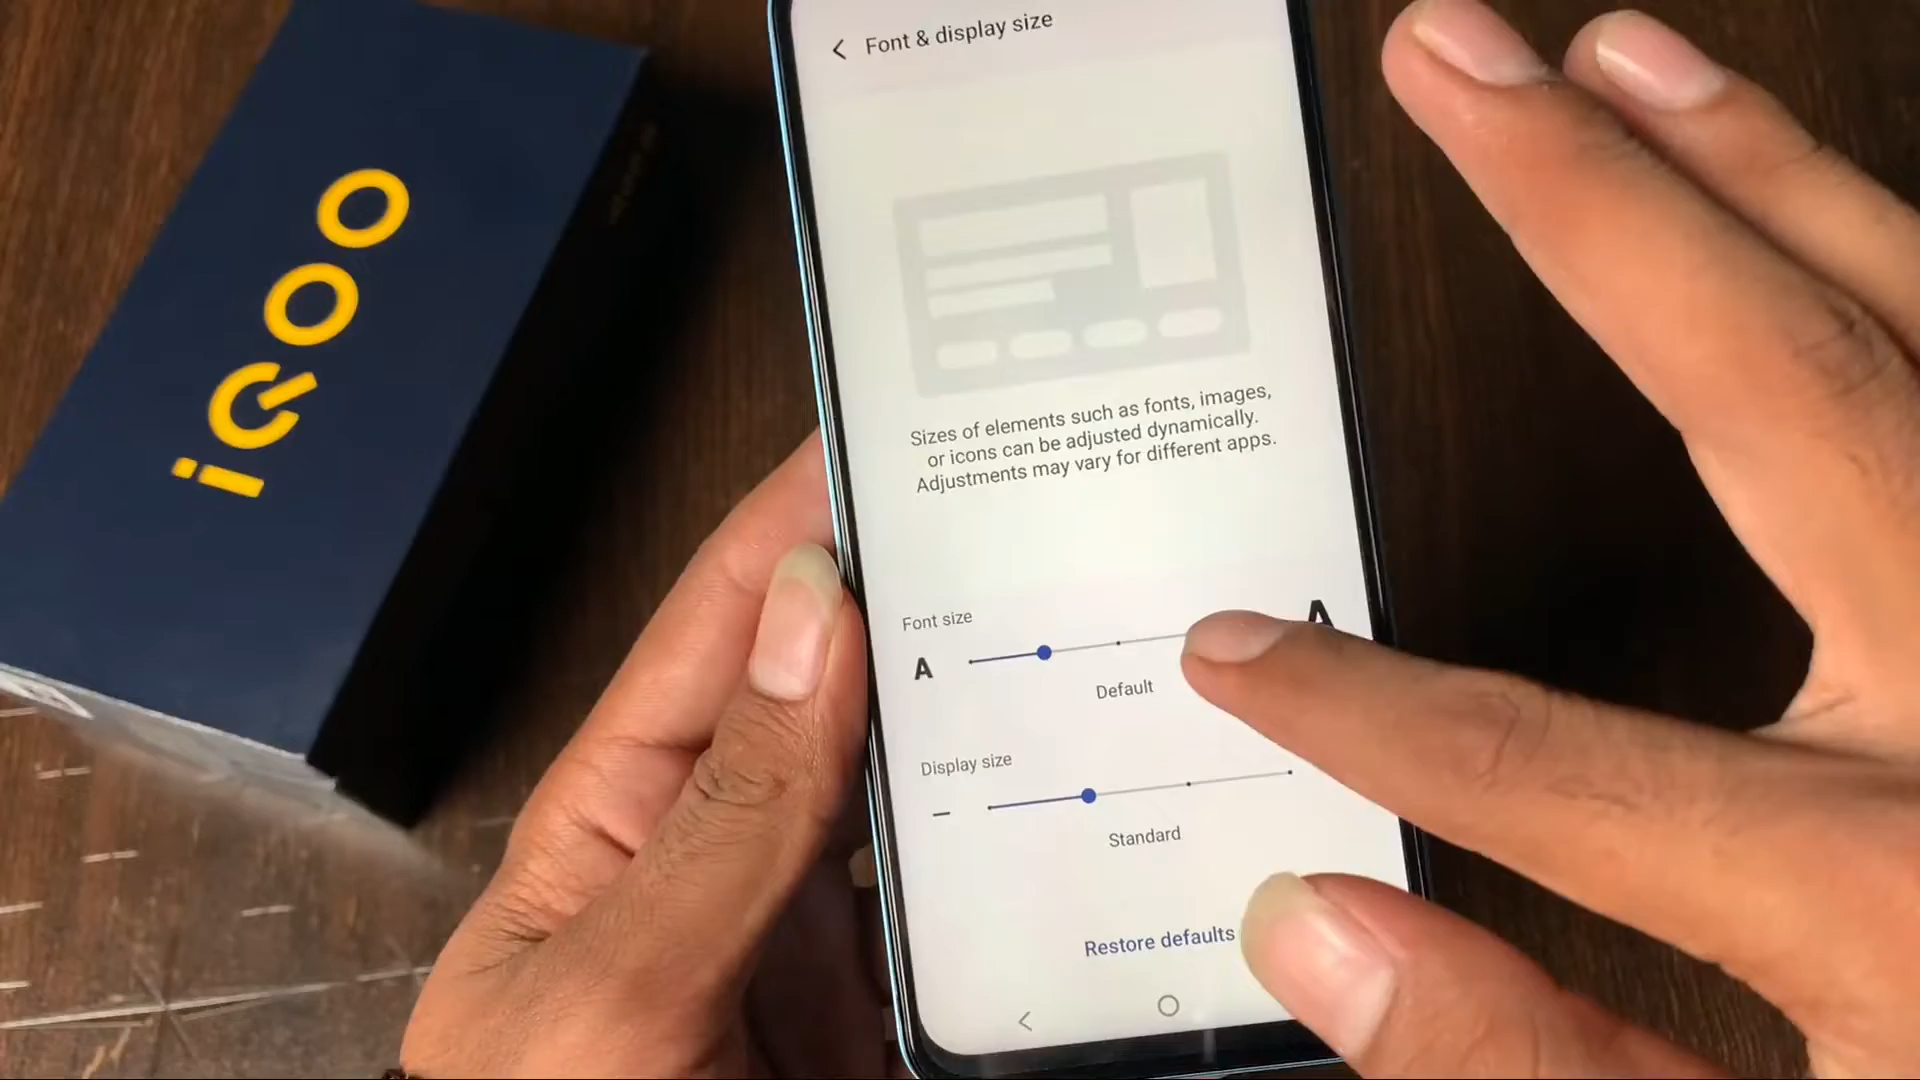 iQOO
Font & display size
Sizes of elements such as fonts, images,
or icons can be adjusted dynamically.
Adjustments may vary for different apps.
Font size
A
A
Default
Display size
Standard
Restore defaults